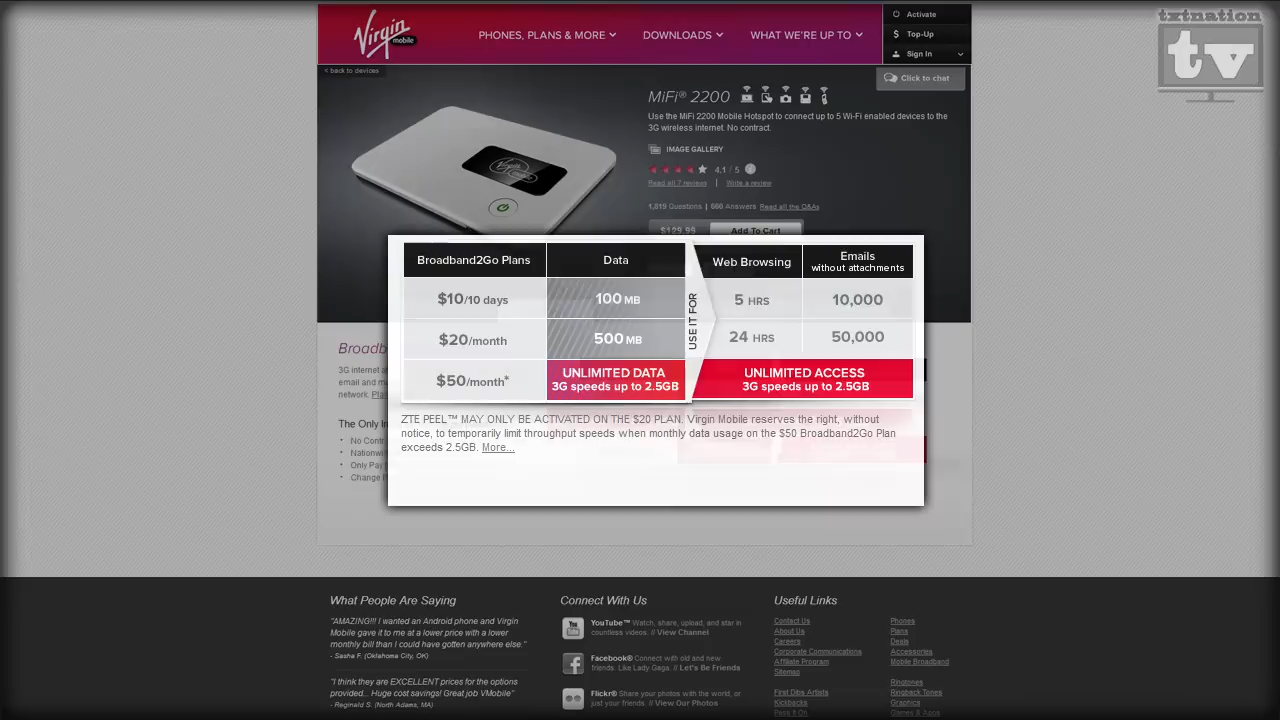 txtnation
tv
Virgin
mobile
PHONES, PLANS & MORE
DOWNLOADS
WHAT WE'RE UP TO
Activate
$ Top-Up
Sign In
< back to devices
Click to chat
MiFi® 2200
Use the MiFi 2200 Mobile Hotspot to connect up to 5 Wi-Fi enabled devices to the
3G wireless internet. No contract.
IMAGE GALLERY
4.1 / 5
Read all 7 reviews | Write a review
1,819 Questions | 660 Answers Read all the Q&As
$129.99 Add To Cart
Broadband2Go Plans Data Web Browsing Emails
without attachments
$10/10 days 100 MB 5 HRS 10,000
$20/month 500 MB 24 HRS 50,000
USE IT FOR
$50/month* UNLIMITED DATA UNLIMITED ACCESS
3G speeds up to 2.5GB 3G speeds up to 2.5GB
ZTE PEEL™ MAY ONLY BE ACTIVATED ON THE $20 PLAN. Virgin Mobile reserves the right, without
notice, to temporarily limit throughput speeds when monthly data usage on the $50 Broadband2Go Plan
exceeds 2.5GB. More...
3G internet
email and
network.
The Only
• No
•
• Only
• Change
What People Are Saying
"AMAZING!!! I wanted an Android phone and Virgin
Mobile gave it to me at a lower price with a lower
monthly bill than I could have gotten anywhere else."
- Sasha F. (Oklahoma City, OK)
"I think they are EXCELLENT prices for the options
provided... Huge cost savings! Great job VMobile"
- Reginald S. (North Adams, MA)
Connect With Us
YouTube™ Watch, share, upload, and star in
countless videos. // View Channel
Facebook® Connect with old and new
friends. Like Lady Gaga. // Let's Be Friends
Flickr® Share your photos with the world, or
just your friends. // View Our Photos
Useful Links
Contact Us
About Us
Careers
Corporate Communications
Affiliate Program
Sitemap
First Dibs Artists
Kickbacks
Pass It On
Phones
Plans
Deals
Accessories
Mobile Broadband
Ringtones
Ringback Tones
Graphics
Games & Apps